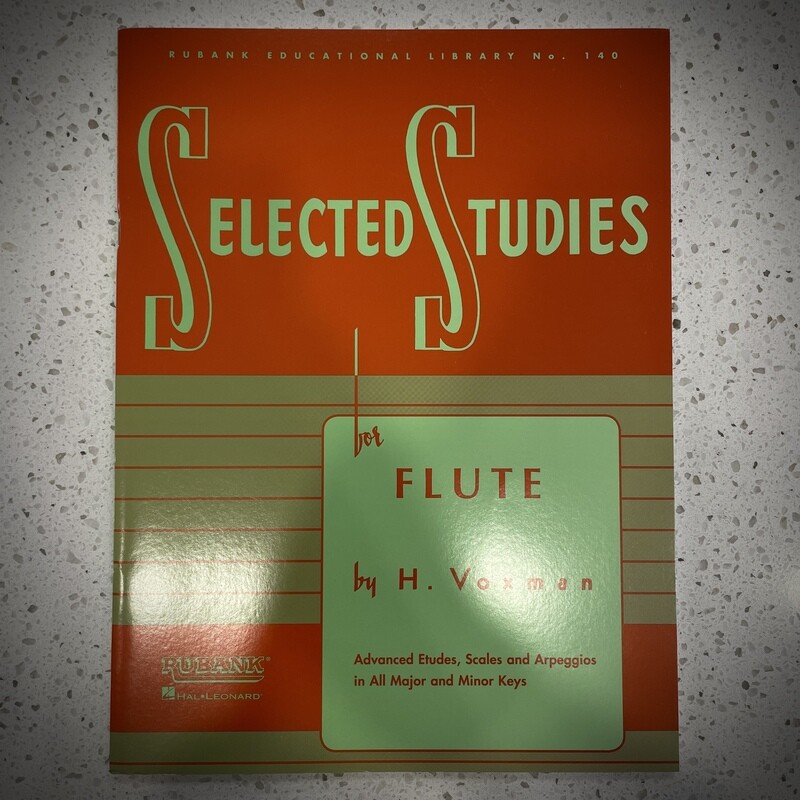 RUBANK EDUCATIONAL LIBRARY No. 140
SELECTED STUDIES
for
FLUTE
by H. Voxman
Advanced Etudes, Scales and Arpeggios
in All Major and Minor Keys
RUBANK®
HAL•LEONARD®